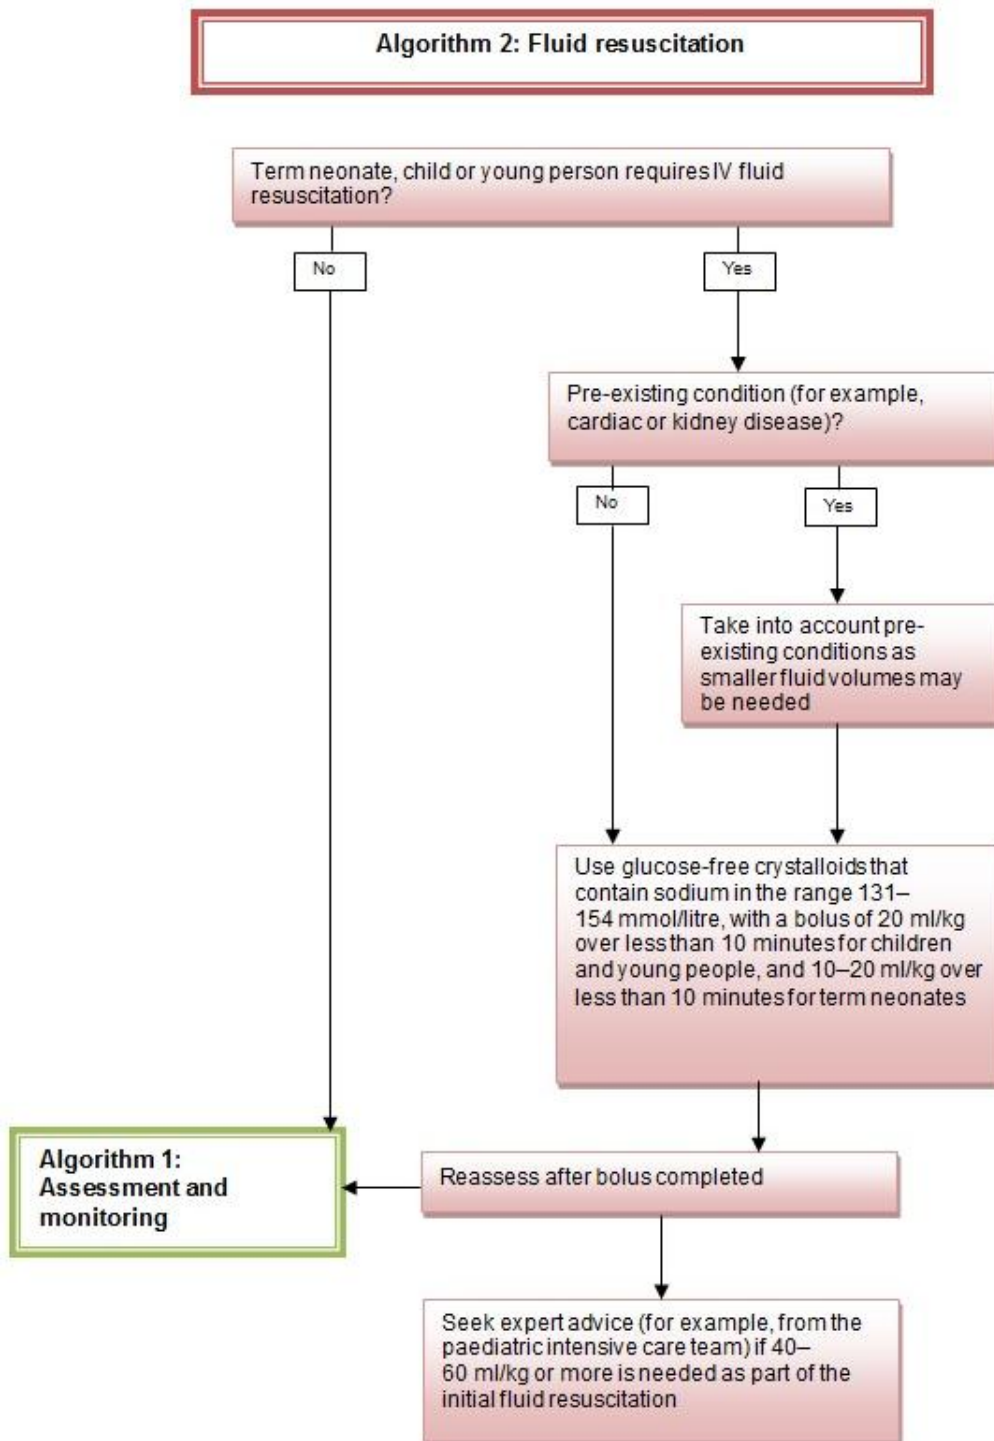 Algorithm 2: Fluid resuscitation
Term neonate, child or young person requires IV fluid
resuscitation?
No
Yes
Pre-existing condition (for example,
cardiac or kidney disease)?
No
Yes
Take into account pre-
existing conditions as
smaller fluid volumes may
be needed
Use glucose-free crystalloids that
contain sodium in the range 131–
154 mmol/litre, with a bolus of 20 ml/kg
over less than 10 minutes for children
and young people, and 10–20 ml/kg over
less than 10 minutes for term neonates
Algorithm 1:
Assessment and
monitoring
Reassess after bolus completed
Seek expert advice (for example, from the
paediatric intensive care team) if 40–
60 ml/kg or more is needed as part of the
initial fluid resuscitation